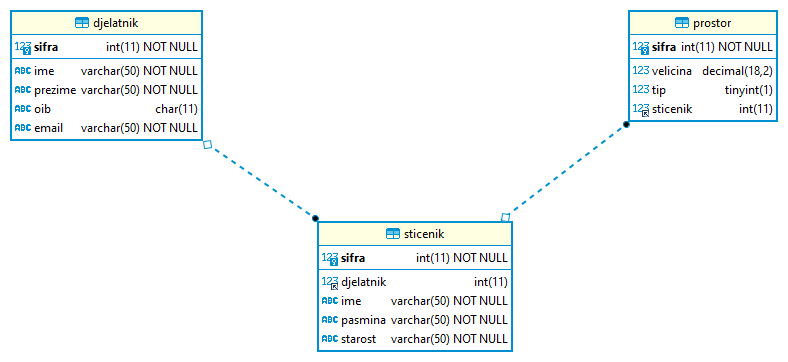 djelatnik
123 sifra int(11) NOT NULL
ABC ime varchar(50) NOT NULL
ABC prezime varchar(50) NOT NULL
ABC oib char(11)
ABC email varchar(50) NOT NULL
prostor
123 sifra int(11) NOT NULL
123 velicina decimal(18,2)
123 tip tinyint(1)
123 sticenik int(11)
sticenik
123 sifra int(11) NOT NULL
123 djelatnik int(11)
ABC ime varchar(50) NOT NULL
ABC pasmina varchar(50) NOT NULL
ABC starost varchar(50) NOT NULL